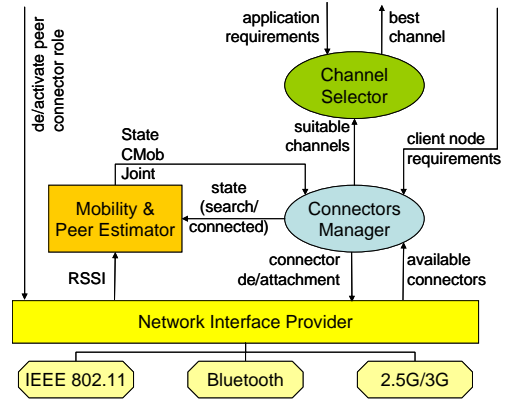 application
requirements
best
channel
de/activate peer
connector role
Channel
Selector
State
CMob
Joint
suitable
channels
client node
requirements
Mobility &
Peer Estimator
state
(search/
connected)
Connectors
Manager
RSSI
connector
de/attachment
available
connectors
Network Interface Provider
IEEE 802.11
Bluetooth
2.5G/3G